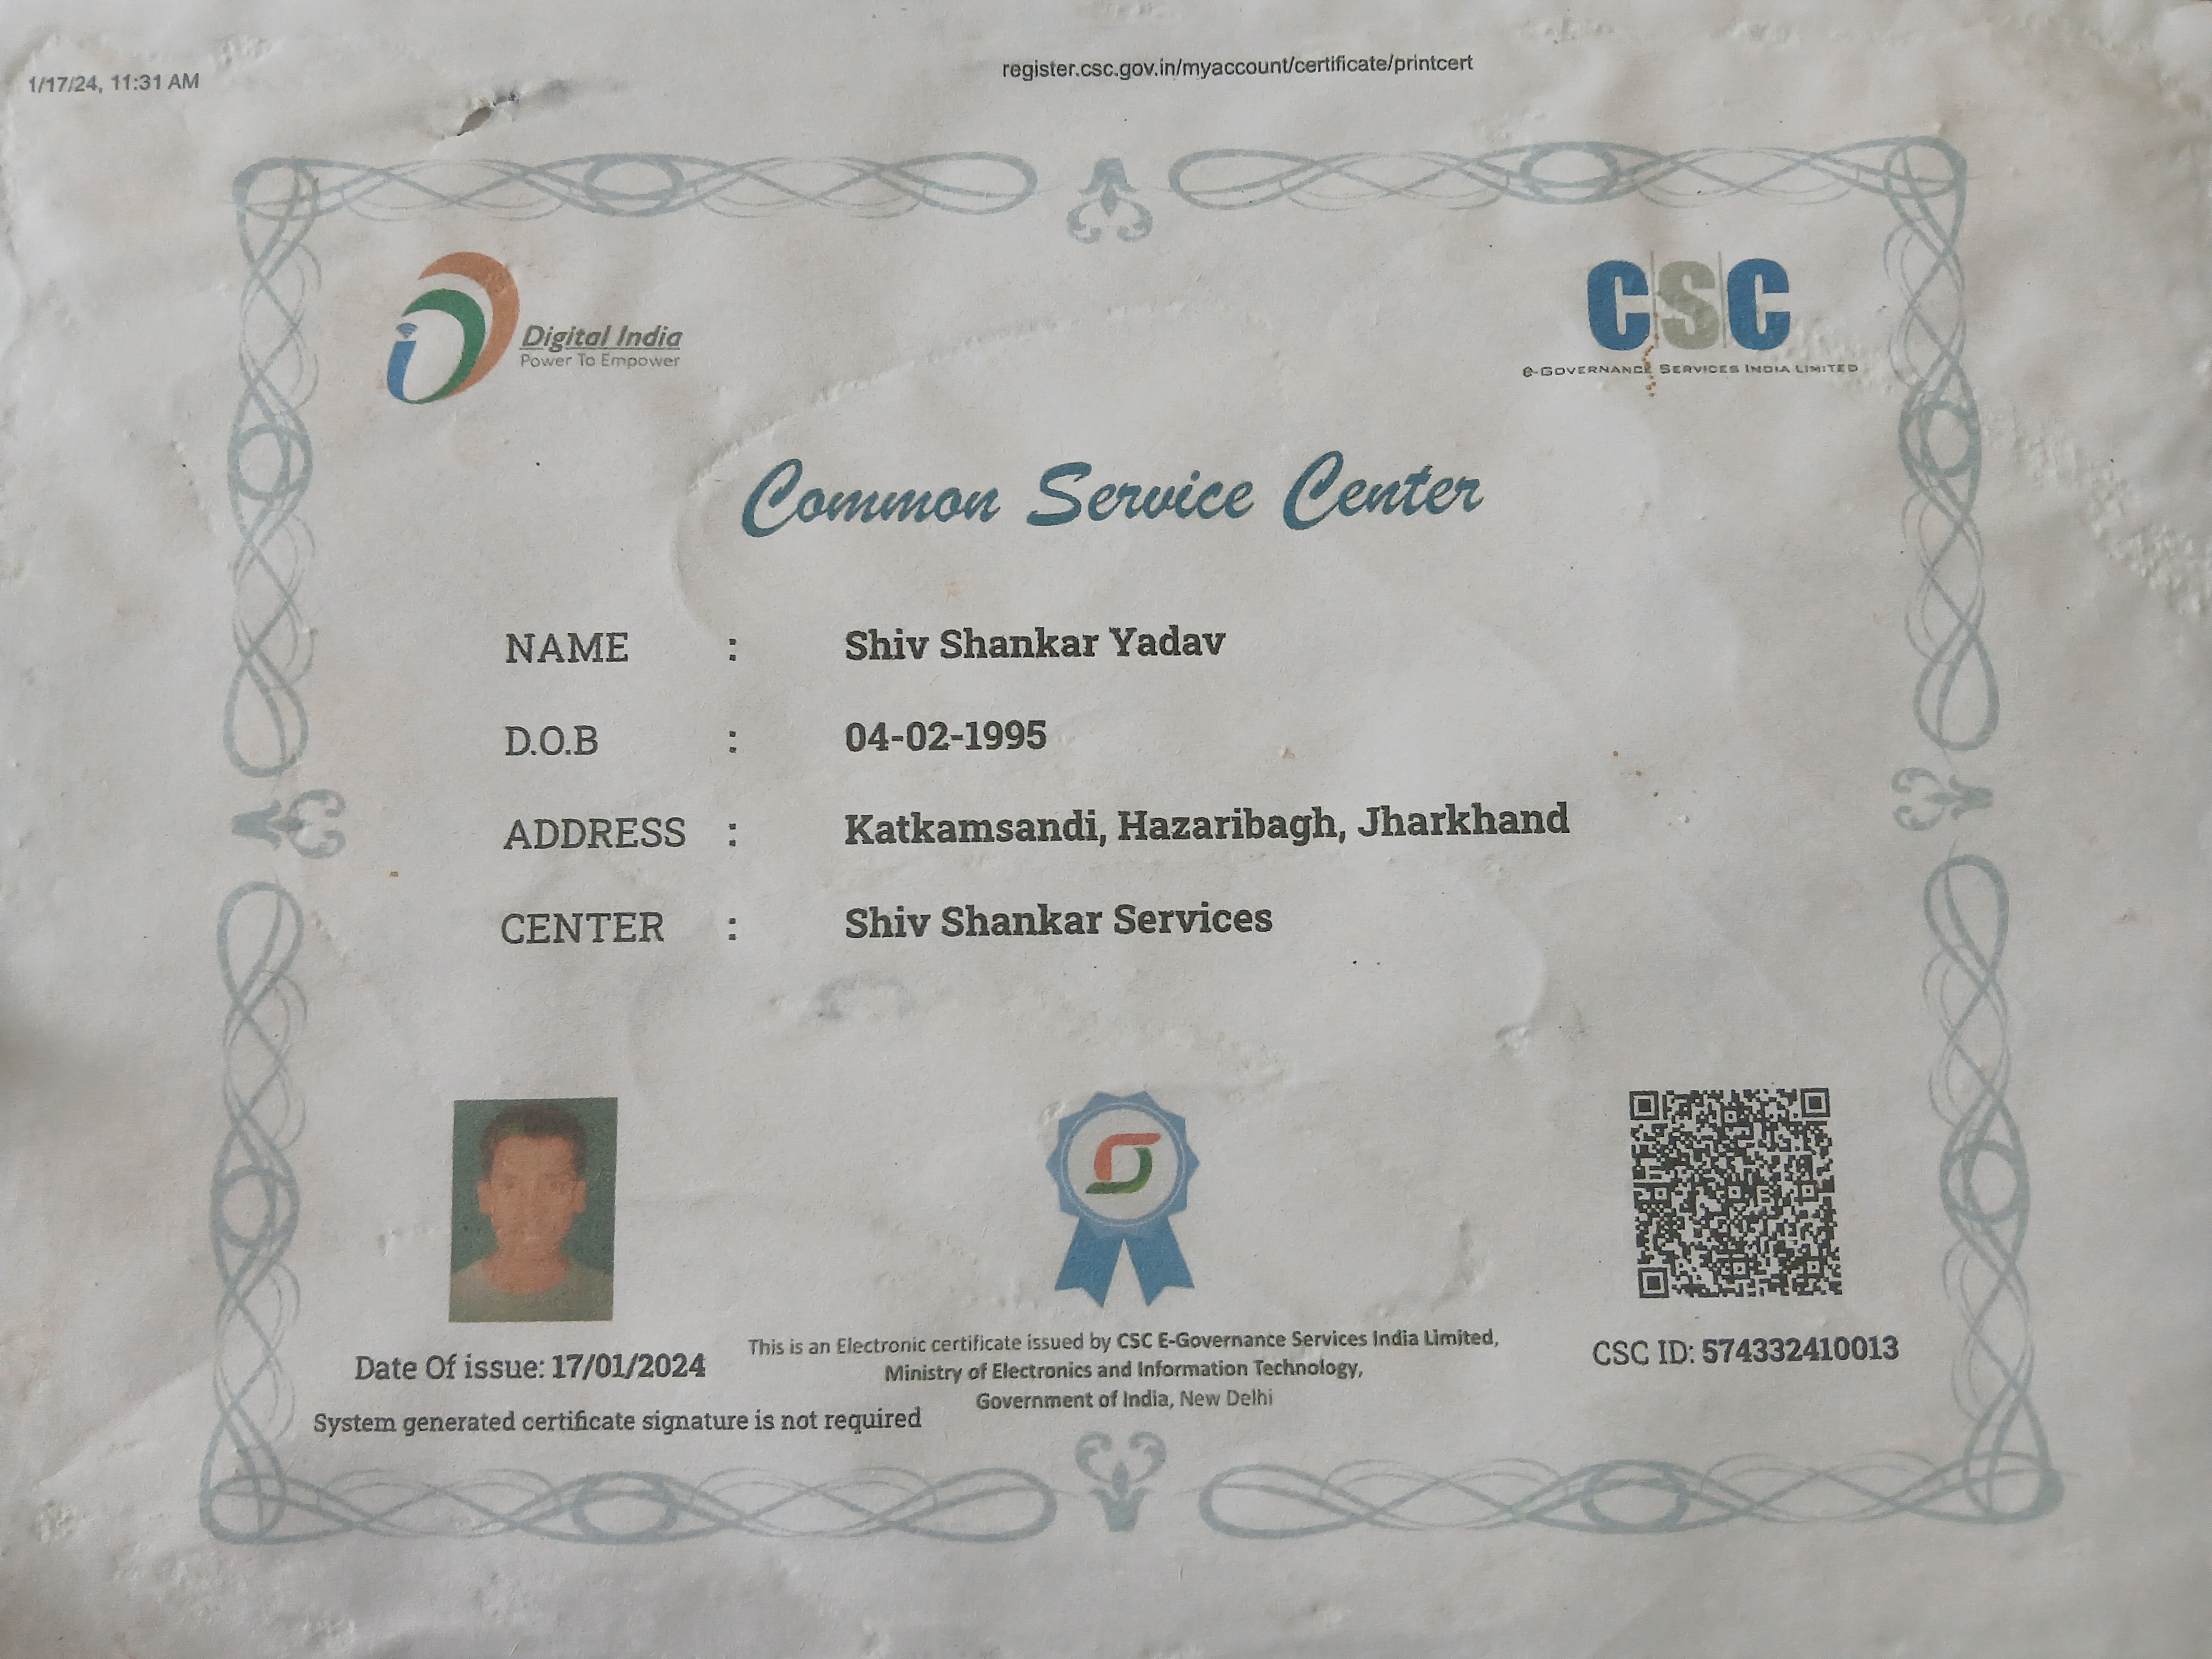 1/17/24, 11:31 AM
register.csc.gov.in/myaccount/certificate/printcert
Digital India
Power To Empower
CSC
e-Governance Services India Limited
Common Service Center
NAME : Shiv Shankar Yadav
D.O.B : 04-02-1995
ADDRESS : Katkamsandi, Hazaribagh, Jharkhand
CENTER : Shiv Shankar Services
This is an Electronic certificate issued by CSC E-Governance Services India Limited,
Ministry of Electronics and Information Technology,
Government of India, New Delhi
Date Of issue: 17/01/2024
CSC ID: 574332410013
System generated certificate signature is not required